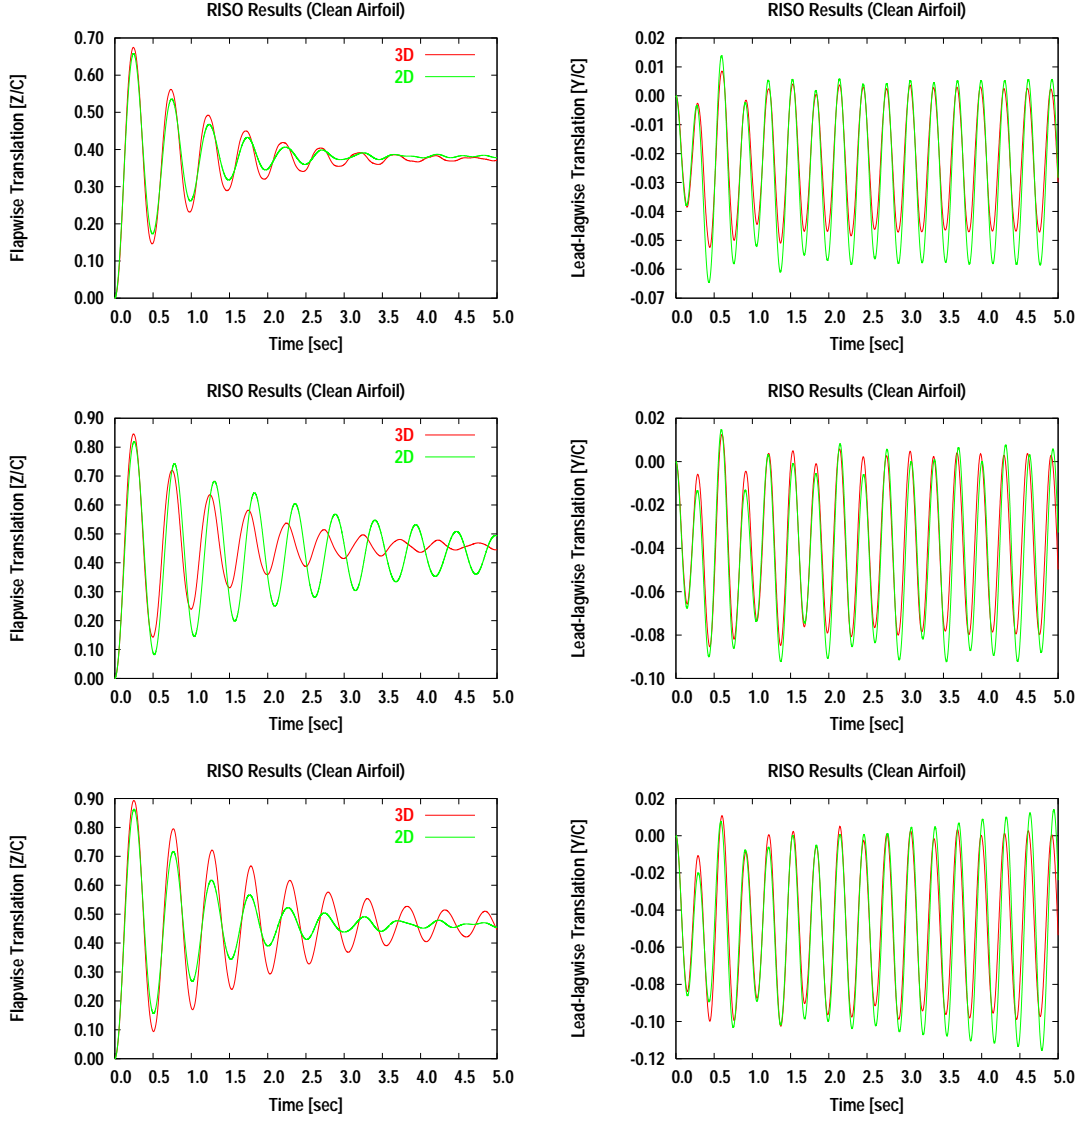 RISO Results (Clean Airfoil)
Flapwise Translation [Z/C]
0.70
0.60
0.50
0.40
0.30
0.20
0.10
0.00
3D
2D
0.0 0.5 1.0 1.5 2.0 2.5 3.0 3.5 4.0 4.5 5.0
Time [sec]
RISO Results (Clean Airfoil)
Lead-lagwise Translation [Y/C]
0.02
0.01
0.00
-0.01
-0.02
-0.03
-0.04
-0.05
-0.06
-0.07
0.0 0.5 1.0 1.5 2.0 2.5 3.0 3.5 4.0 4.5 5.0
Time [sec]
RISO Results (Clean Airfoil)
Flapwise Translation [Z/C]
0.90
0.80
0.70
0.60
0.50
0.40
0.30
0.20
0.10
0.00
3D
2D
0.0 0.5 1.0 1.5 2.0 2.5 3.0 3.5 4.0 4.5 5.0
Time [sec]
RISO Results (Clean Airfoil)
Lead-lagwise Translation [Y/C]
0.02
0.00
-0.02
-0.04
-0.06
-0.08
-0.10
0.0 0.5 1.0 1.5 2.0 2.5 3.0 3.5 4.0 4.5 5.0
Time [sec]
RISO Results (Clean Airfoil)
Flapwise Translation [Z/C]
0.90
0.80
0.70
0.60
0.50
0.40
0.30
0.20
0.10
0.00
3D
2D
0.0 0.5 1.0 1.5 2.0 2.5 3.0 3.5 4.0 4.5 5.0
Time [sec]
RISO Results (Clean Airfoil)
Lead-lagwise Translation [Y/C]
0.02
0.00
-0.02
-0.04
-0.06
-0.08
-0.10
-0.12
0.0 0.5 1.0 1.5 2.0 2.5 3.0 3.5 4.0 4.5 5.0
Time [sec]